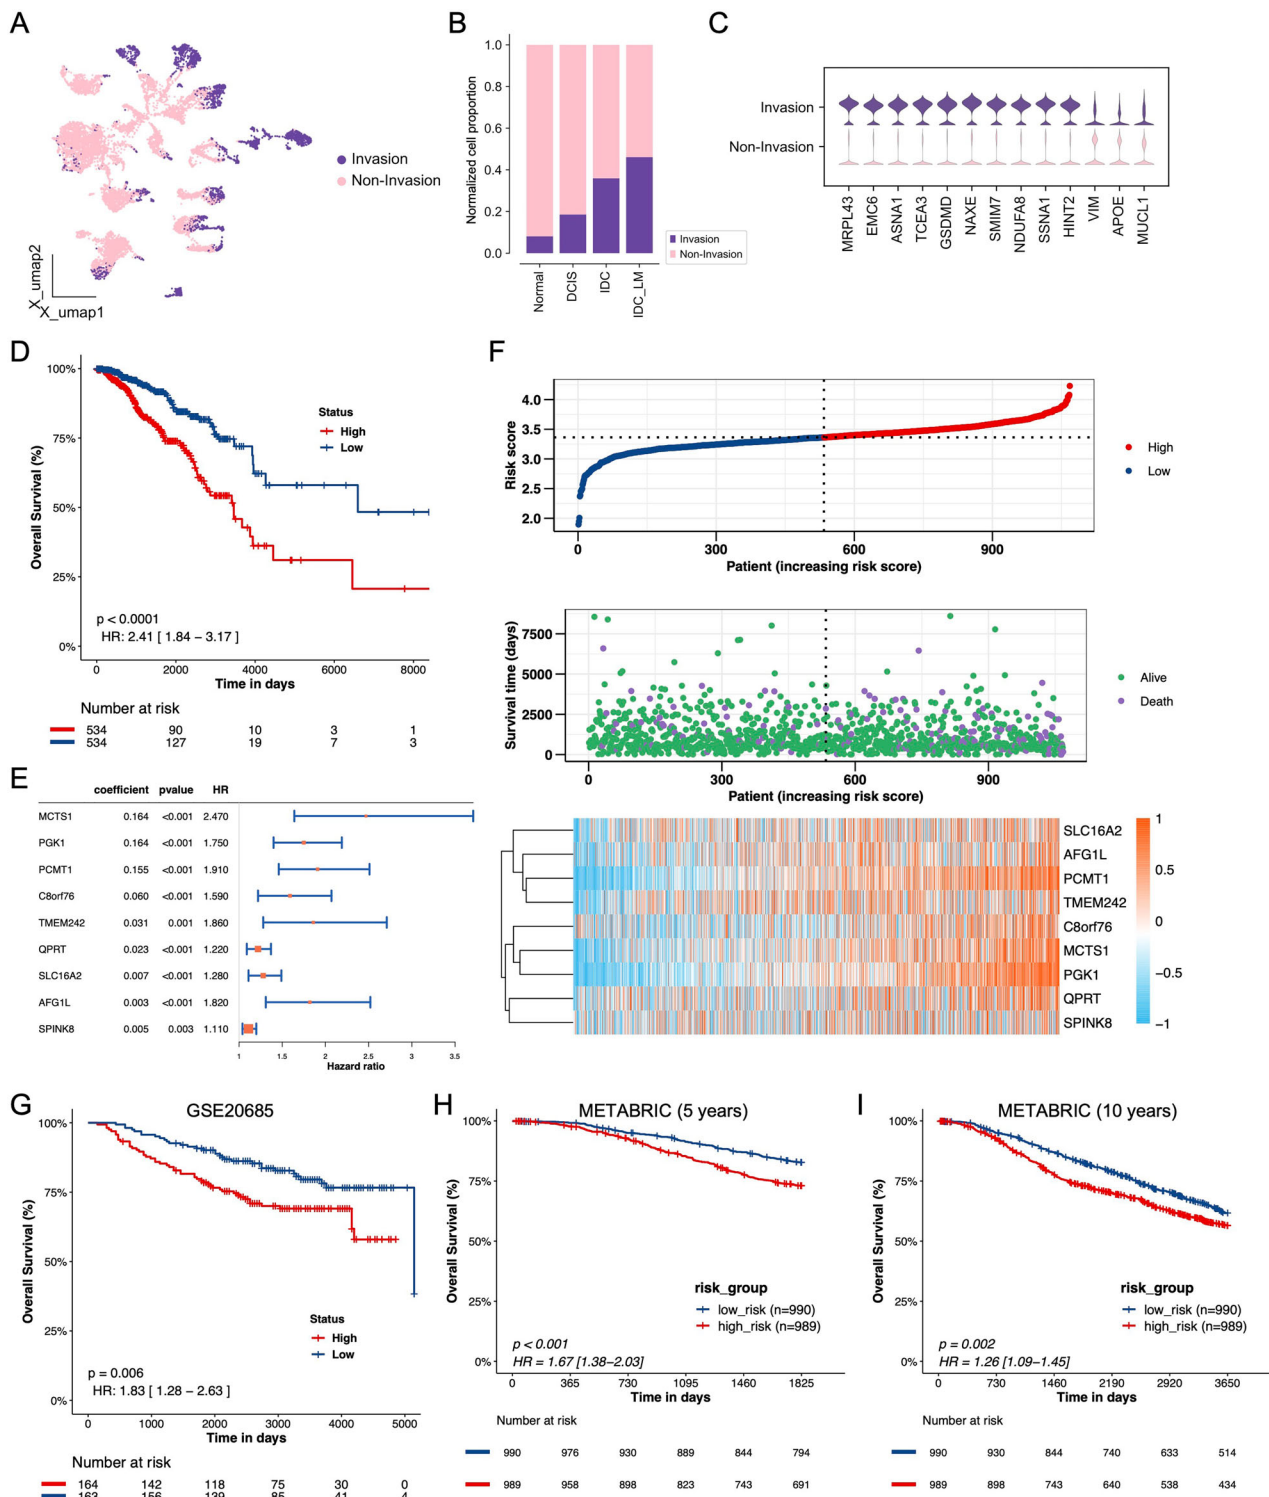 A
Invasion
Non-Invasion
X_umap2
X_umap1
B
Normalized cell proportion
1.0
0.8
0.6
0.4
0.2
0.0
Normal
DCIS
IDC
IDC_LM
Invasion
Non-Invasion
C
Invasion
Non-Invasion
MRPL43
EMC6
ASNA1
TCEA3
GSDMD
NAXE
SMIM7
NDUFA8
SSNA1
HINT2
VIM
APOE
MUCL1
D
Overall Survival (%)
100%
75%
50%
25%
0%
Status
High
Low
p < 0.0001
HR: 2.41 [ 1.84 – 3.17 ]
0 2000 4000 6000 8000
Time in days
Number at risk
534 90 10 3 1
534 127 19 7 3
E
coefficient pvalue HR
MCTS1 0.164 <0.001 2.470
PGK1 0.164 <0.001 1.750
PCMT1 0.155 <0.001 1.910
C8orf76 0.060 <0.001 1.590
TMEM242 0.031 0.001 1.860
QPRT 0.023 <0.001 1.220
SLC16A2 0.007 <0.001 1.280
AFG1L 0.003 <0.001 1.820
SPINK8 0.005 0.003 1.110
1 1.5 2 2.5 3 3.5
Hazard ratio
F
Risk score
4.0
3.5
3.0
2.5
2.0
0 300 600 900
Patient (increasing risk score)
High
Low
Survival time (days)
7500
5000
2500
0
0 300 600 900
Patient (increasing risk score)
Alive
Death
SLC16A2
AFG1L
PCMT1
TMEM242
C8orf76
MCTS1
PGK1
QPRT
SPINK8
1
0.5
0
−0.5
−1
G
GSE20685
Overall Survival (%)
100%
75%
50%
25%
0%
Status
High
Low
p = 0.006
HR: 1.83 [ 1.28 – 2.63 ]
0 1000 2000 3000 4000 5000
Time in days
Number at risk
164 142 118 75 30 0
163 156 139 85 41 4
H
METABRIC (5 years)
Overall Survival (%)
100%
75%
50%
25%
0%
risk_group
low_risk (n=990)
high_risk (n=989)
p < 0.001
HR = 1.67 [1.38–2.03]
0 365 730 1095 1460 1825
Time in days
Number at risk
990 976 930 889 844 794
989 958 898 823 743 691
I
METABRIC (10 years)
Overall Survival (%)
100%
75%
50%
25%
0%
risk_group
low_risk (n=990)
high_risk (n=989)
p = 0.002
HR = 1.26 [1.09–1.45]
0 730 1460 2190 2920 3650
Time in days
Number at risk
990 930 844 740 633 514
989 898 743 640 538 434